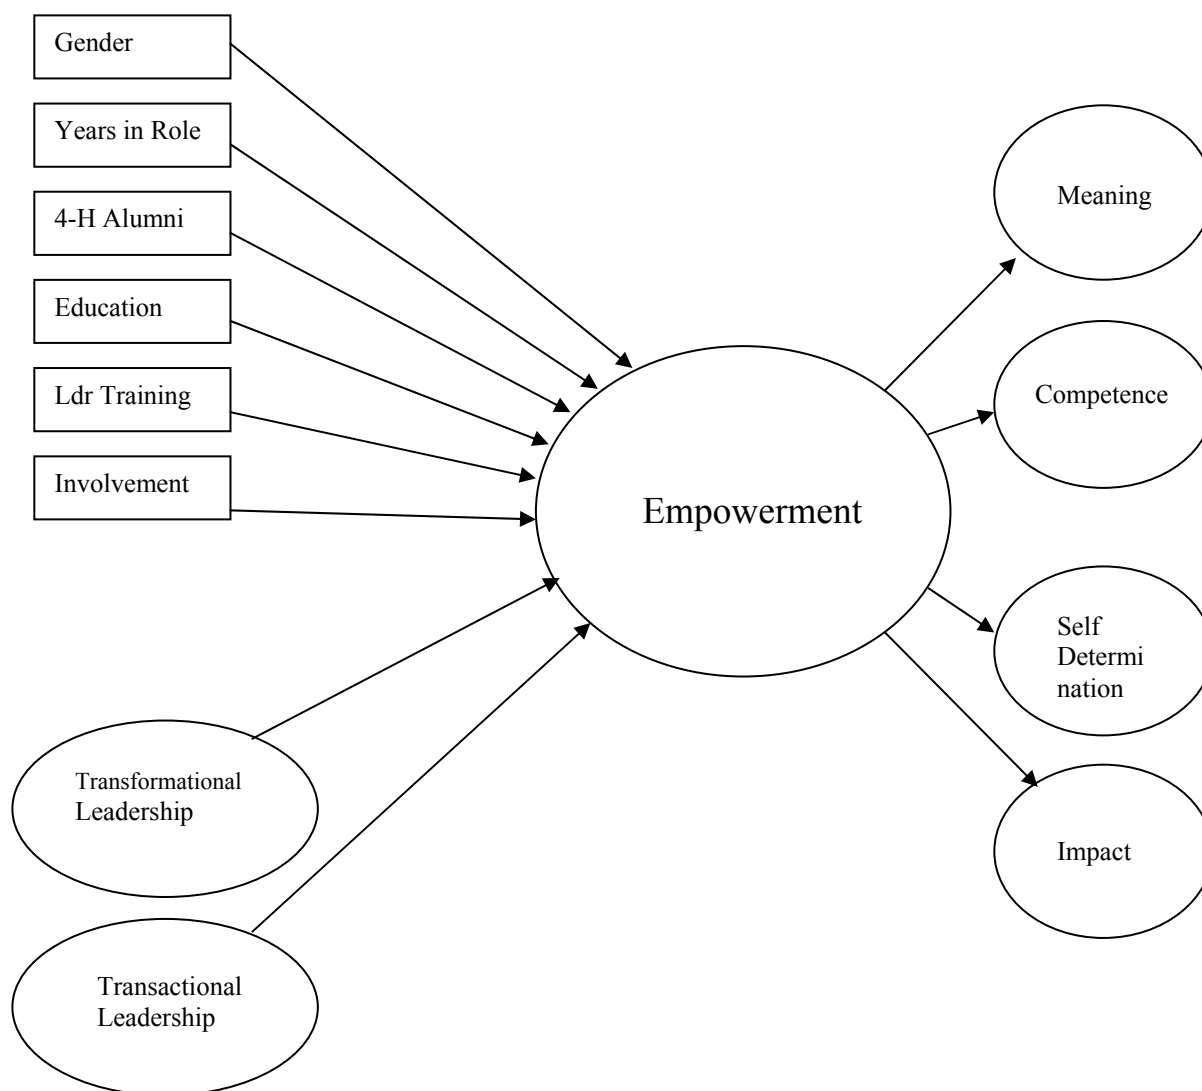 Gender
Years in Role
4-H Alumni
Education
Ldr Training
Involvement
Transformational
Leadership
Transactional
Leadership
Empowerment
Meaning
Competence
Self
Determi
nation
Impact